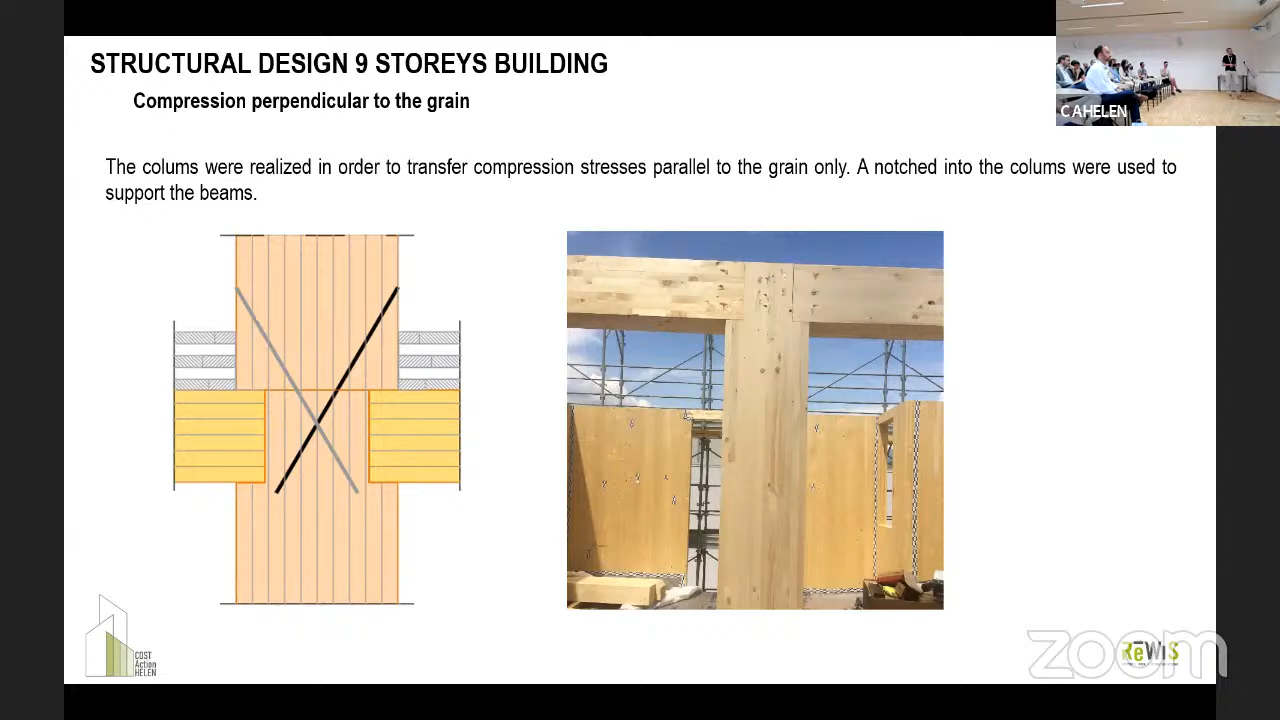 STRUCTURAL DESIGN 9 STOREYS BUILDING
Compression perpendicular to the grain
CAHELEN
The colums were realized in order to transfer compression stresses parallel to the grain only. A notched into the colums were used to
support the beams.
COST
Action
HELEN
zoom
ReWiS